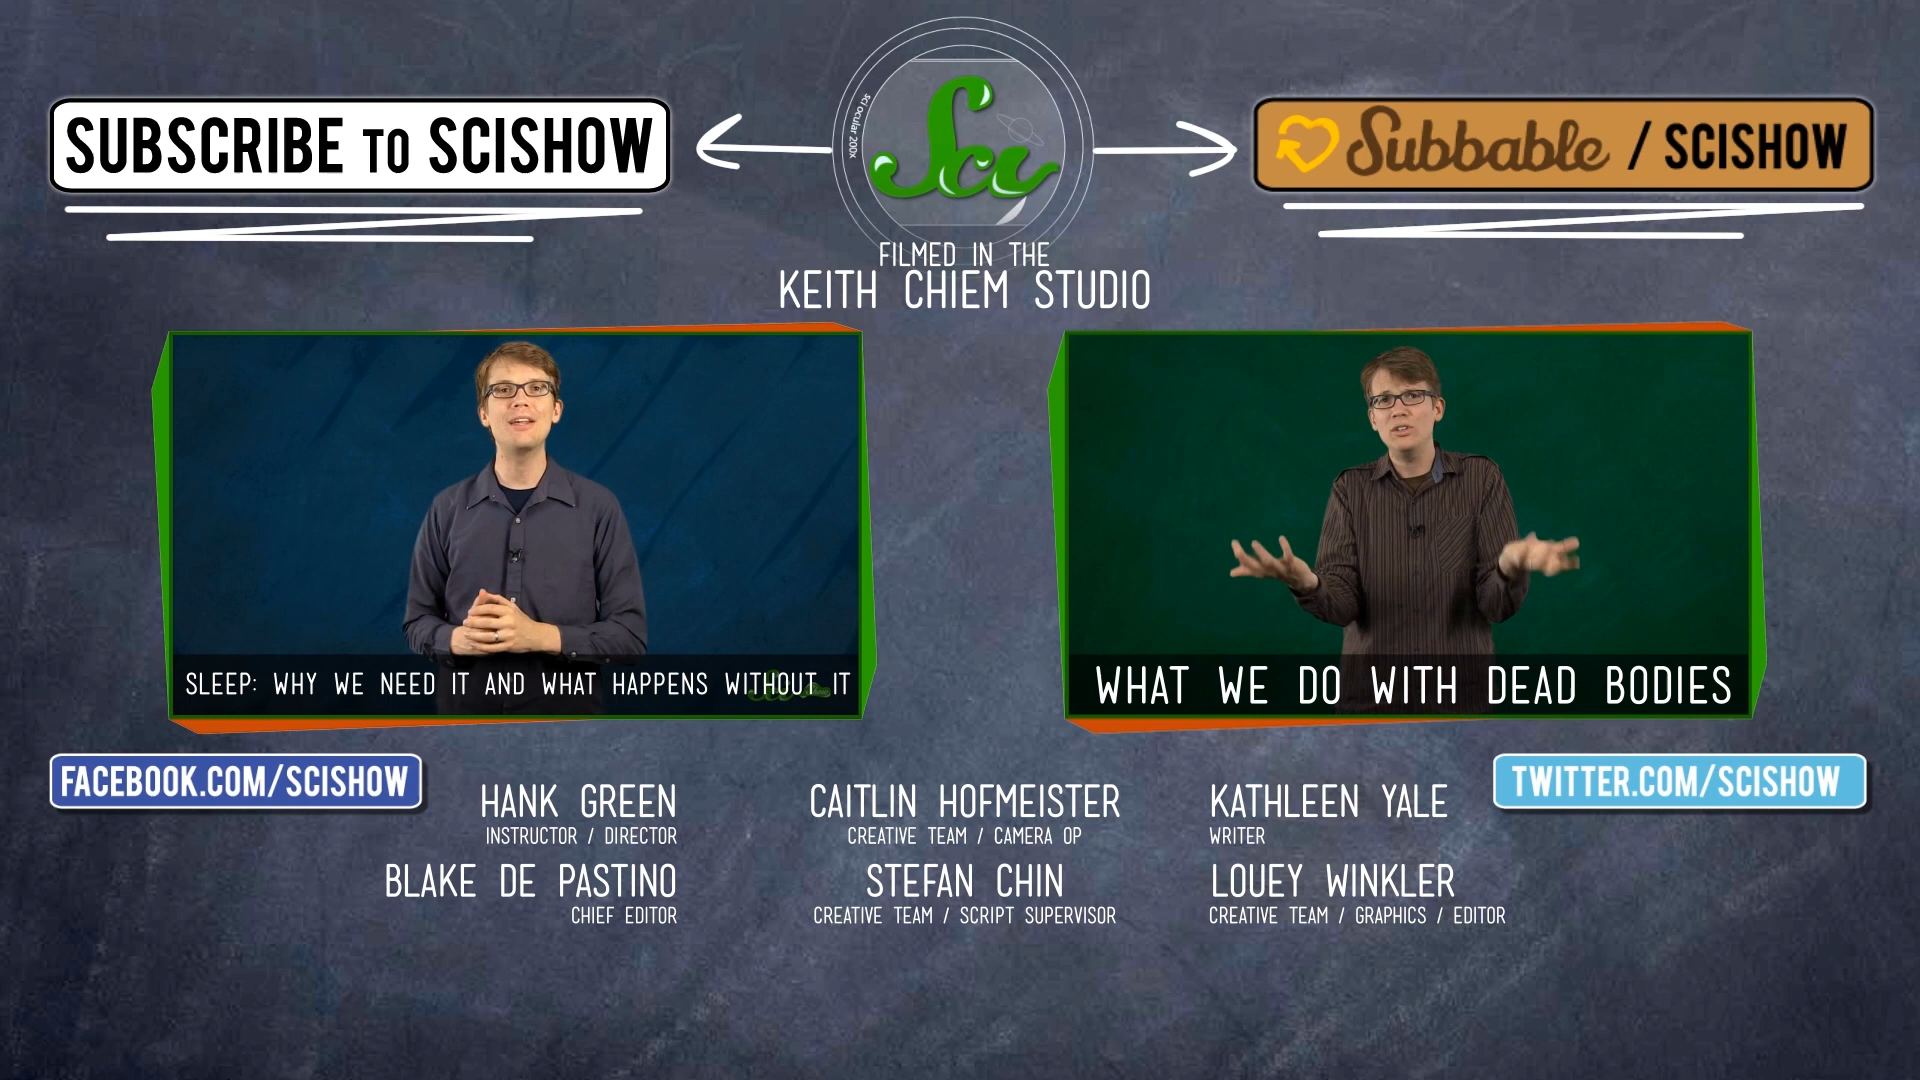 sci ocular 200x
Sci
SUBSCRIBE TO SCISHOW
Subbable / SCISHOW
FILMED IN THE
KEITH CHIEM STUDIO
SLEEP: WHY WE NEED IT AND WHAT HAPPENS WITHOUT IT
WHAT WE DO WITH DEAD BODIES
FACEBOOK.COM/SCISHOW
TWITTER.COM/SCISHOW
HANK GREEN
INSTRUCTOR / DIRECTOR
BLAKE DE PASTINO
CHIEF EDITOR
CAITLIN HOFMEISTER
CREATIVE TEAM / CAMERA OP
STEFAN CHIN
CREATIVE TEAM / SCRIPT SUPERVISOR
KATHLEEN YALE
WRITER
LOUEY WINKLER
CREATIVE TEAM / GRAPHICS / EDITOR